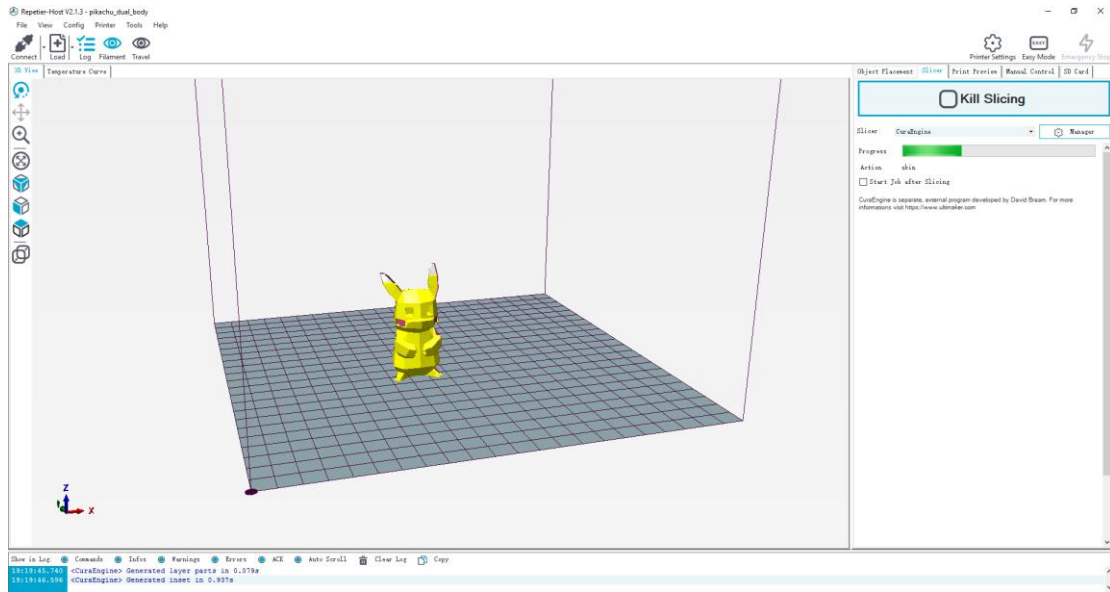 Repetier-Host V2.1.3 - pikachu_dual_body
File View Config Printer Tools Help
Connect Load Log Filament Travel
Printer Settings Easy Mode Emergency Stop
EASY
3D View Temperature Curve
Object Placement Slicer Print Preview Manual Control SD Card
Kill Slicing
Slicer CuraEngine Manager
Progress
Action skin
Start Job after Slicing
CuraEngine is separate, external program developed by David Braam. For more
informations visit https://www.ultimaker.com
Z
X
Show in Log: Commands Infos Warnings Errors ACK Auto Scroll Clear Log Copy
19:19:45.740 <CuraEngine> Generated layer parts in 0.079s
19:19:46.596 <CuraEngine> Generated inset in 0.937s